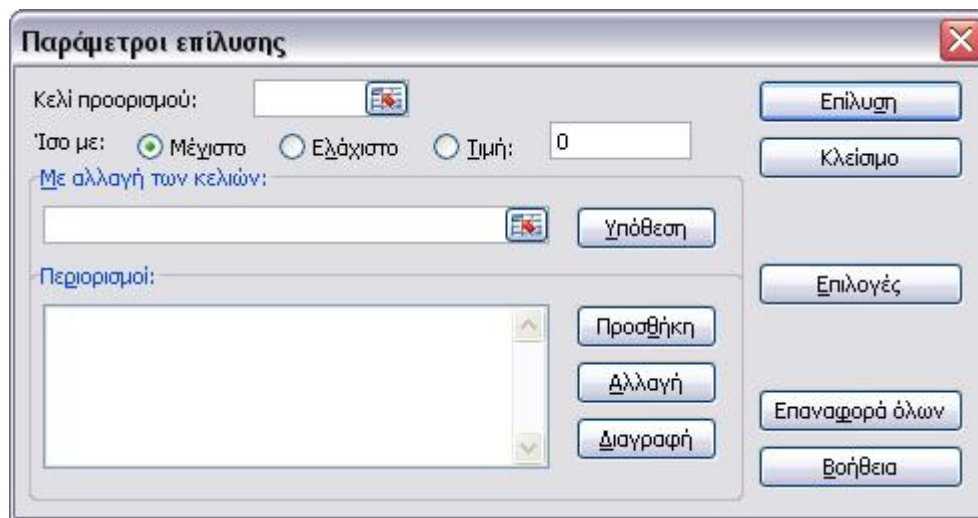 Παράμετροι επίλυσης
Κελί προορισμού:
Επίλυση
Ίσο με: Μέγιστο Ελάχιστο Τιμή: 0
Κλείσιμο
Με αλλαγή των κελιών:
Υπόθεση
Περιορισμοί:
Επιλογές
Προσθήκη
Αλλαγή
Επαναφορά όλων
Διαγραφή
Βοήθεια